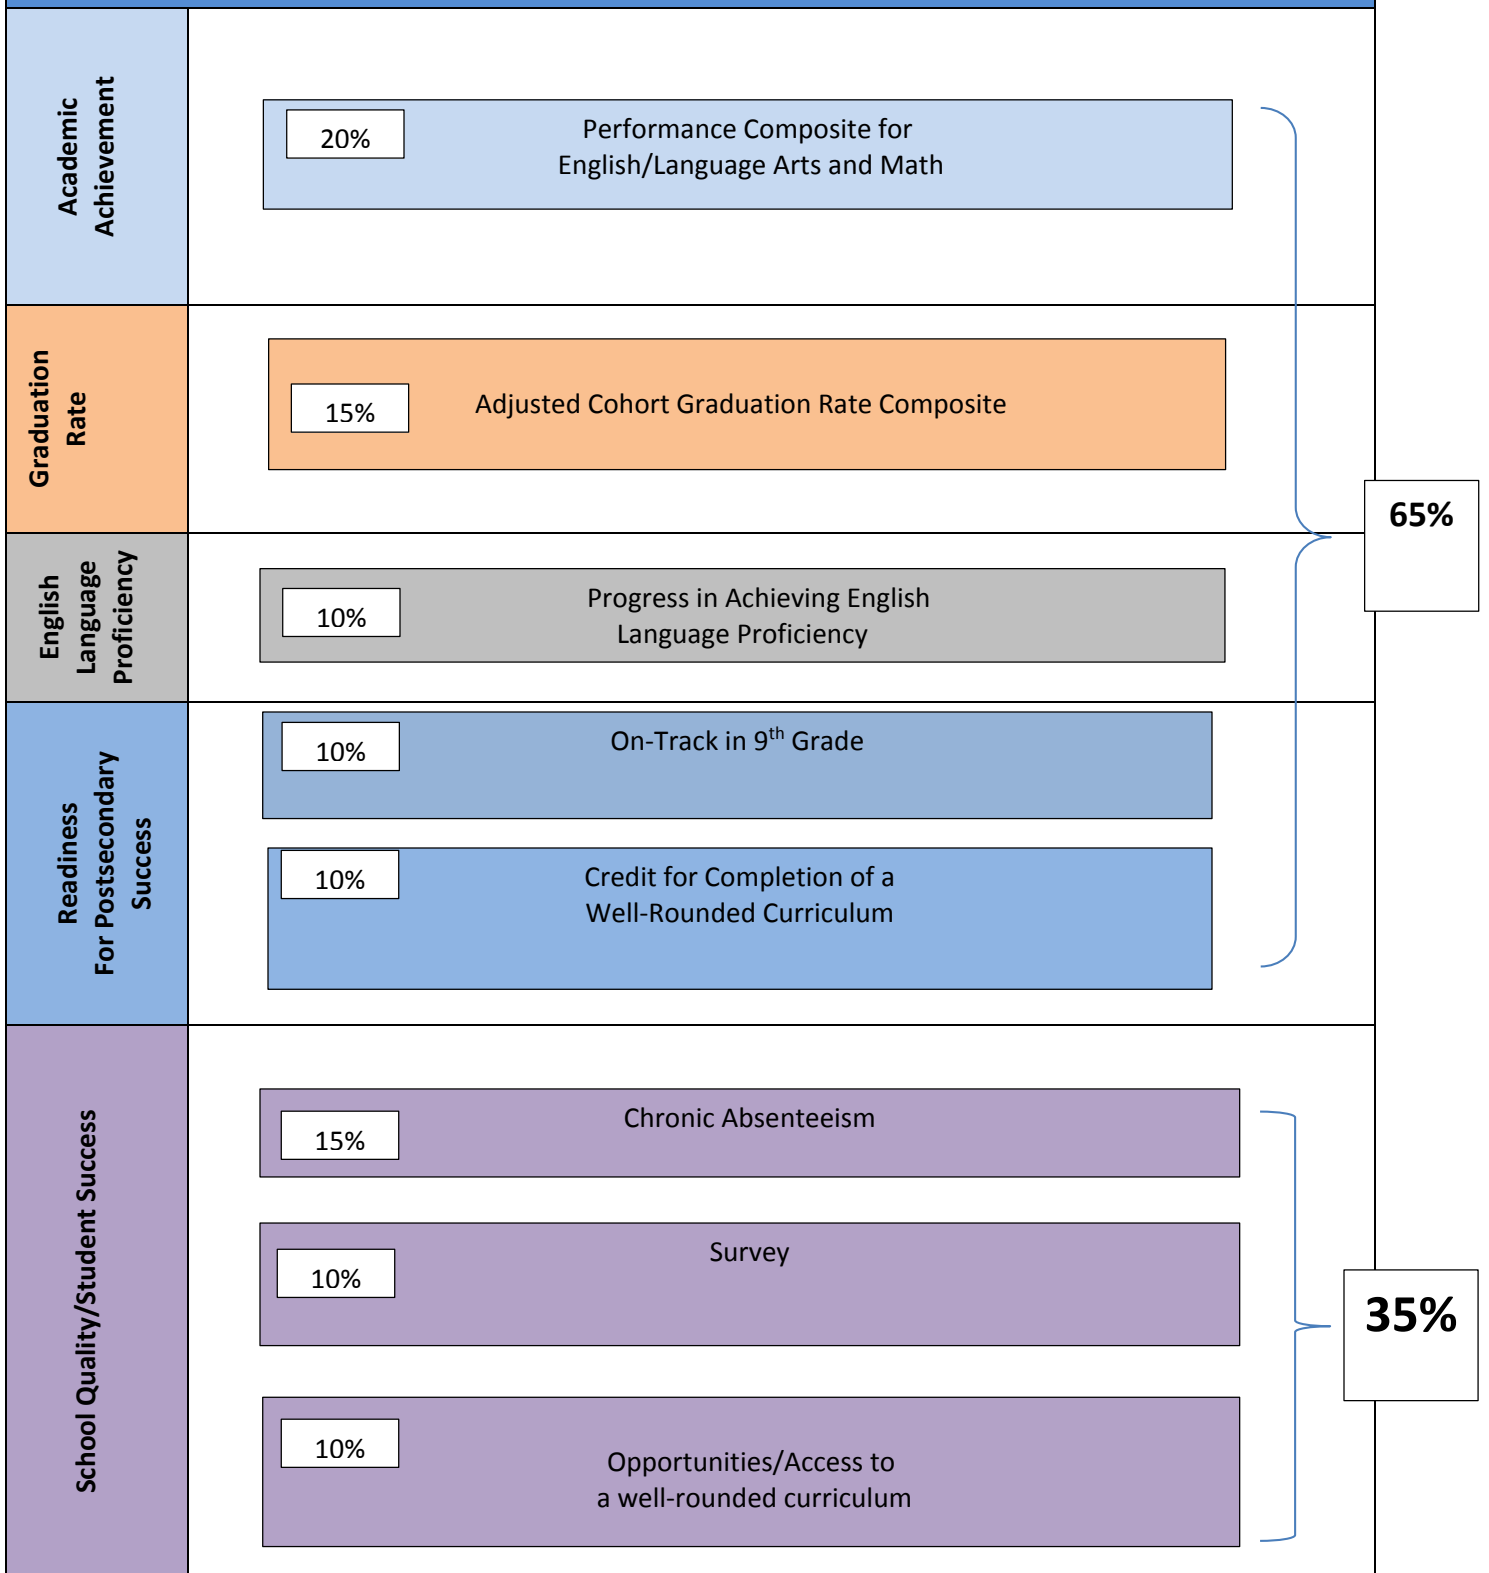 Academic
Achievement
20%
Performance Composite for
English/Language Arts and Math
Graduation
Rate
15%
Adjusted Cohort Graduation Rate Composite
65%
English
Language
Proficiency
10%
Progress in Achieving English
Language Proficiency
Readiness
For Postsecondary
Success
10%
On-Track in 9th Grade
10%
Credit for Completion of a
Well-Rounded Curriculum
School Quality/Student Success
15%
Chronic Absenteeism
10%
Survey
35%
10%
Opportunities/Access to
a well-rounded curriculum